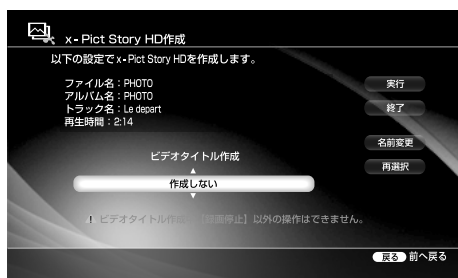 x-Pict Story HD作成
以下の設定でx-Pict Story HDを作成します。
ファイル名：PHOTO
アルバム名：PHOTO
トラック名：Le depart
再生時間：2:14
実行
終了
名前変更
再選択
ビデオタイトル作成
作成しない
ビデオタイトル作成 【録画停止】以外の操作はできません。
戻る 前へ戻る